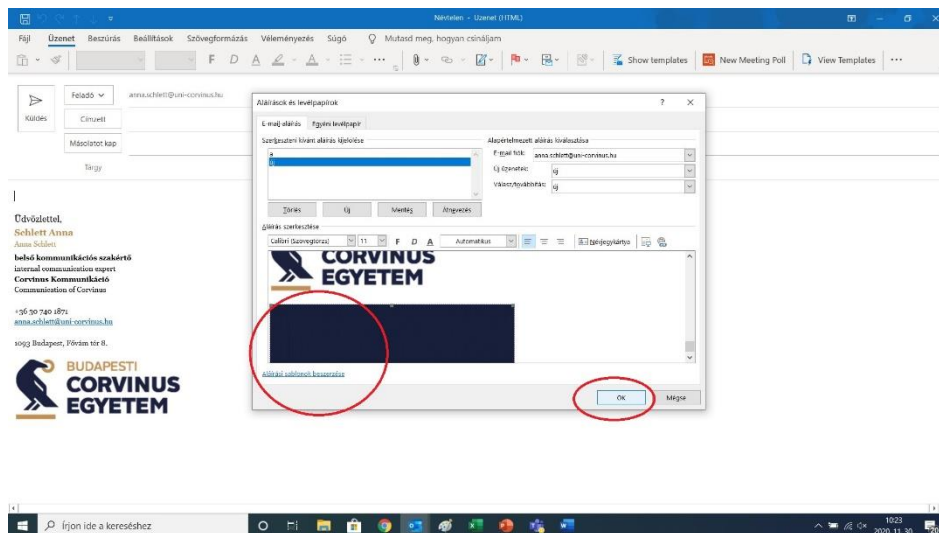 Névtelen - Üzenet (HTML)
Fájl Üzenet Beszúrás Beállítások Szövegformázás Véleményezés Súgó Mutasd meg, hogyan csináljam
F D A A Show templates New Meeting Poll View Templates
Küldés
Feladó anna.schlett@uni-corvinus.hu
Címzett
Másolatot kap
Tárgy
Üdvözlettel,
Schlett Anna
Anna Schlett
belső kommunikációs szakértő
internal communication expert
Corvinus Kommunikáció
Communication of Corvinus
+36 30 740 1871
anna.schlett@uni-corvinus.hu
1093 Budapest, Fővám tér 8.
BUDAPESTI
CORVINUS
EGYETEM
Aláírások és levélpapírok ? ×
E-mail aláírás Egyéni levélpapír
Szerkeszteni kívánt aláírás kijelölése
a
új
Törlés Új Mentés Átnevezés
Alapértelmezett aláírás kiválasztása
E-mail fiók: anna.schlett@uni-corvinus.hu
Új üzenetek: új
Válasz/továbbítás: új
Aláírás szerkesztése
Calibri (Szövegtörzs) 11 F D A Automatikus Névjegykártya
CORVINUS
EGYETEM
Aláírási sablonok beszerzése
OK Mégse
Írjon ide a kereséshez
10:23
2020. 11. 30.
20